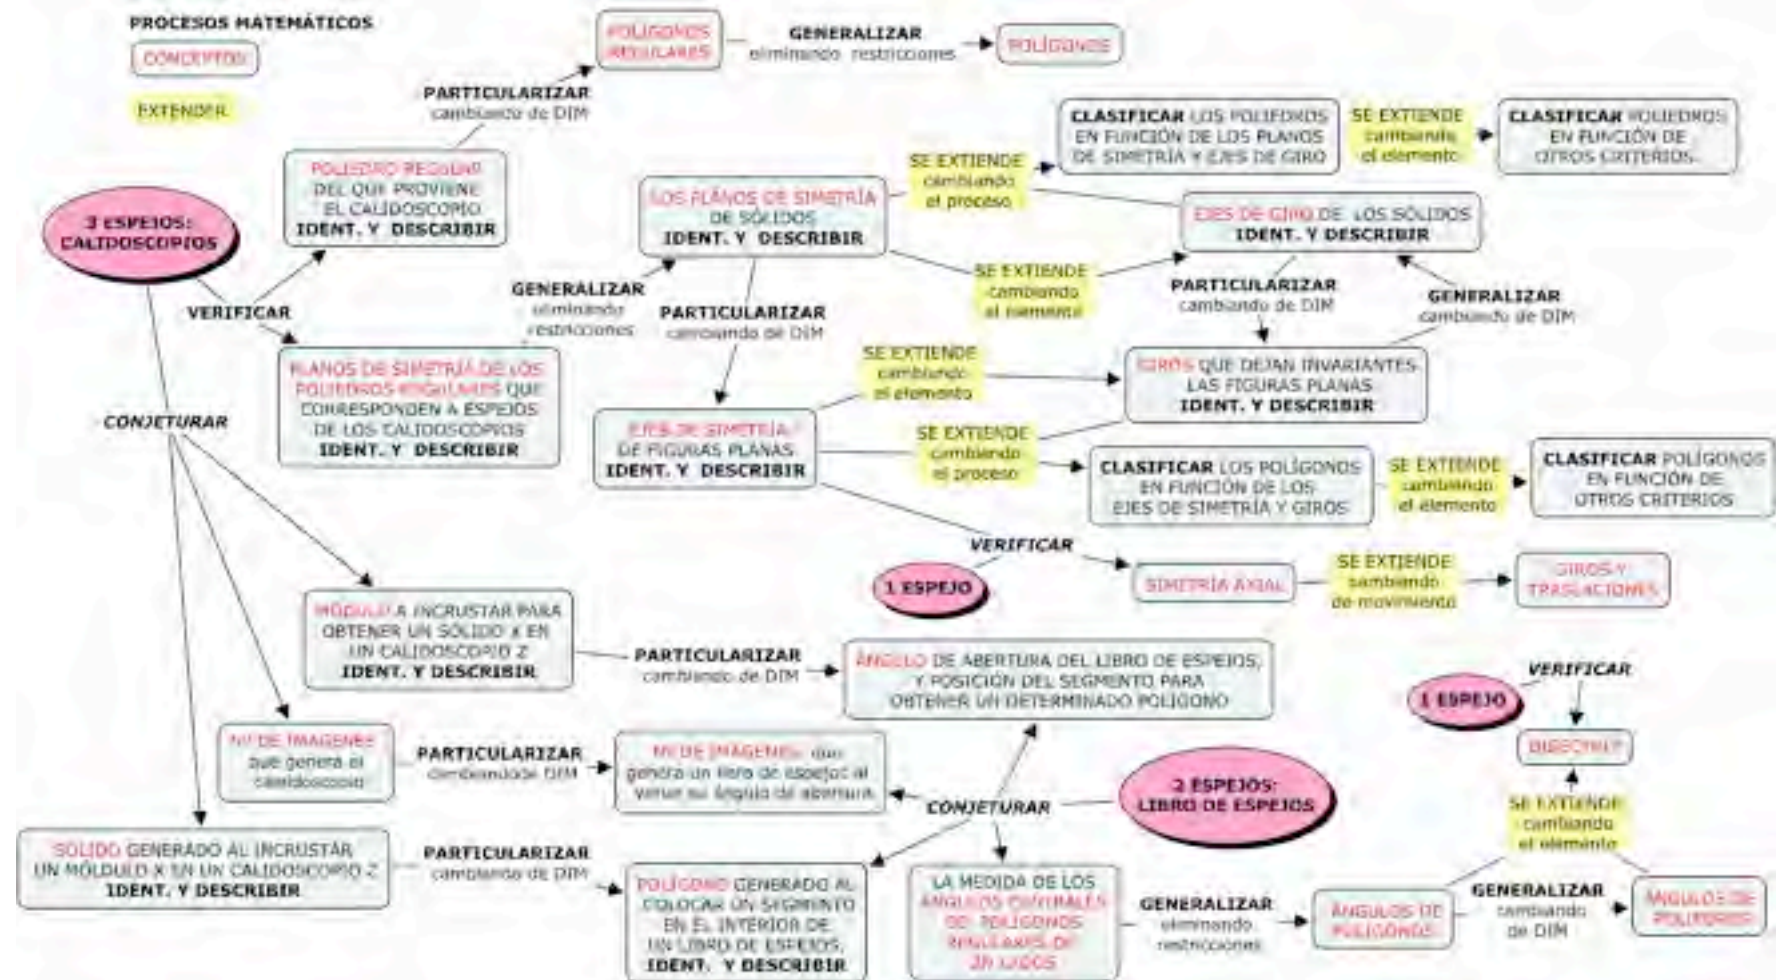 PROCESOS MATEMÁTICOS
CONCEPTOS
EXTENDER
POLÍGONOS
REGULARES
GENERALIZAR
eliminando restricciones
POLÍGONOS
PARTICULARIZAR
cambiando de DIM
CLASIFICAR LOS POLIEDROS
EN FUNCIÓN DE LOS PLANOS
DE SIMETRÍA Y EJES DE GIRO
SE EXTIENDE
cambiando
el elemento
CLASIFICAR POLIEDROS
EN FUNCIÓN DE
OTROS CRITERIOS
POLIEDRO REGULAR
DEL QUE PROVIENE
EL CALIDOSCOPIO
IDENT. Y DESCRIBIR
SE EXTIENDE
cambiando
el proceso
LOS PLANOS DE SIMETRÍA
DE SÓLIDOS
IDENT. Y DESCRIBIR
EJES DE GIRO DE LOS SÓLIDOS
IDENT. Y DESCRIBIR
3 ESPEJOS:
CALIDOSCOPIOS
VERIFICAR
GENERALIZAR
eliminando
restricciones
PARTICULARIZAR
cambiando de DIM
SE EXTIENDE
cambiando
el elemento
PARTICULARIZAR
cambiando de DIM
GENERALIZAR
cambiando de DIM
PLANOS DE SIMETRÍA DE LOS
POLIEDROS REGULARES QUE
CORRESPONDEN A ESPEJOS
DE LOS CALIDOSCOPIOS
IDENT. Y DESCRIBIR
SE EXTIENDE
cambiando
el elemento
GIROS QUE DEJAN INVARIANTES
LAS FIGURAS PLANAS
IDENT. Y DESCRIBIR
CONJETURAR
EJES DE SIMETRÍA
DE FIGURAS PLANAS
IDENT. Y DESCRIBIR
SE EXTIENDE
cambiando
el proceso
CLASIFICAR LOS POLÍGONOS
EN FUNCIÓN DE LOS
EJES DE SIMETRÍA Y GIROS
SE EXTIENDE
cambiando
el elemento
CLASIFICAR POLÍGONOS
EN FUNCIÓN DE
OTROS CRITERIOS
VERIFICAR
1 ESPEJO
SIMETRÍA AXIAL
SE EXTIENDE
cambiando
de movimiento
GIROS Y
TRASLACIONES
MÓDULO A INCRUSTAR PARA
OBTENER UN SÓLIDO X EN
UN CALIDOSCOPIO Z
IDENT. Y DESCRIBIR
PARTICULARIZAR
cambiando de DIM
ÁNGULO DE ABERTURA DEL LIBRO DE ESPEJOS,
Y POSICIÓN DEL SEGMENTO PARA
OBTENER UN DETERMINADO POLÍGONO
VERIFICAR
1 ESPEJO
Nº DE IMÁGENES
que genera el
caleidoscopio
PARTICULARIZAR
cambiandode DIM
Nº DE IMÁGENES que
genera un libro de espejos al
variar su ángulo de abertura
2 ESPEJOS:
LIBRO DE ESPEJOS
CONJETURAR
SE EXTIENDE
cambiando
el elemento
SÓLIDO GENERADO AL INCRUSTAR
UN MÓLDULO X EN UN CALIDOSCOPIO Z
IDENT. Y DESCRIBIR
PARTICULARIZAR
cambiando de DIM
POLÍGONO GENERADO AL
COLOCAR UN SEGMENTO
EN EL INTERIOR DE
UN LIBRO DE ESPEJOS.
IDENT. Y DESCRIBIR
LA MEDIDA DE LOS
ÁNGULOS CENTRALES
DE POLÍGONOS
REGULARES DE
2N LADOS
GENERALIZAR
eliminando
restricciones
ÁNGULOS DE
POLÍGONOS
GENERALIZAR
cambiando
de DIM
ÁNGULOS DE
POLIEDROS